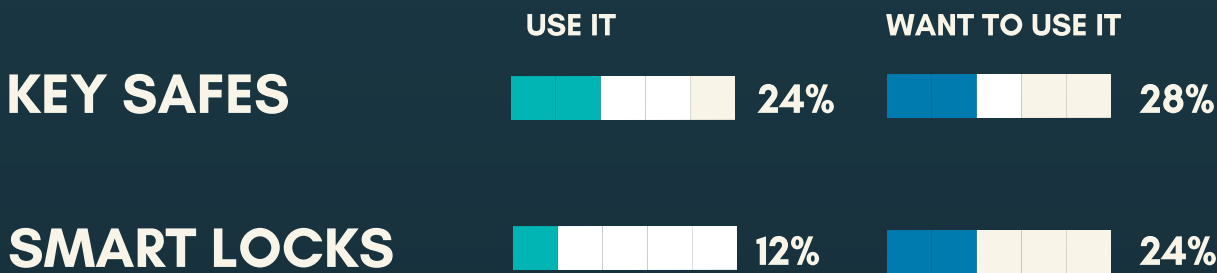 USE IT WANT TO USE IT
KEY SAFES 24% 28%
SMART LOCKS 12% 24%